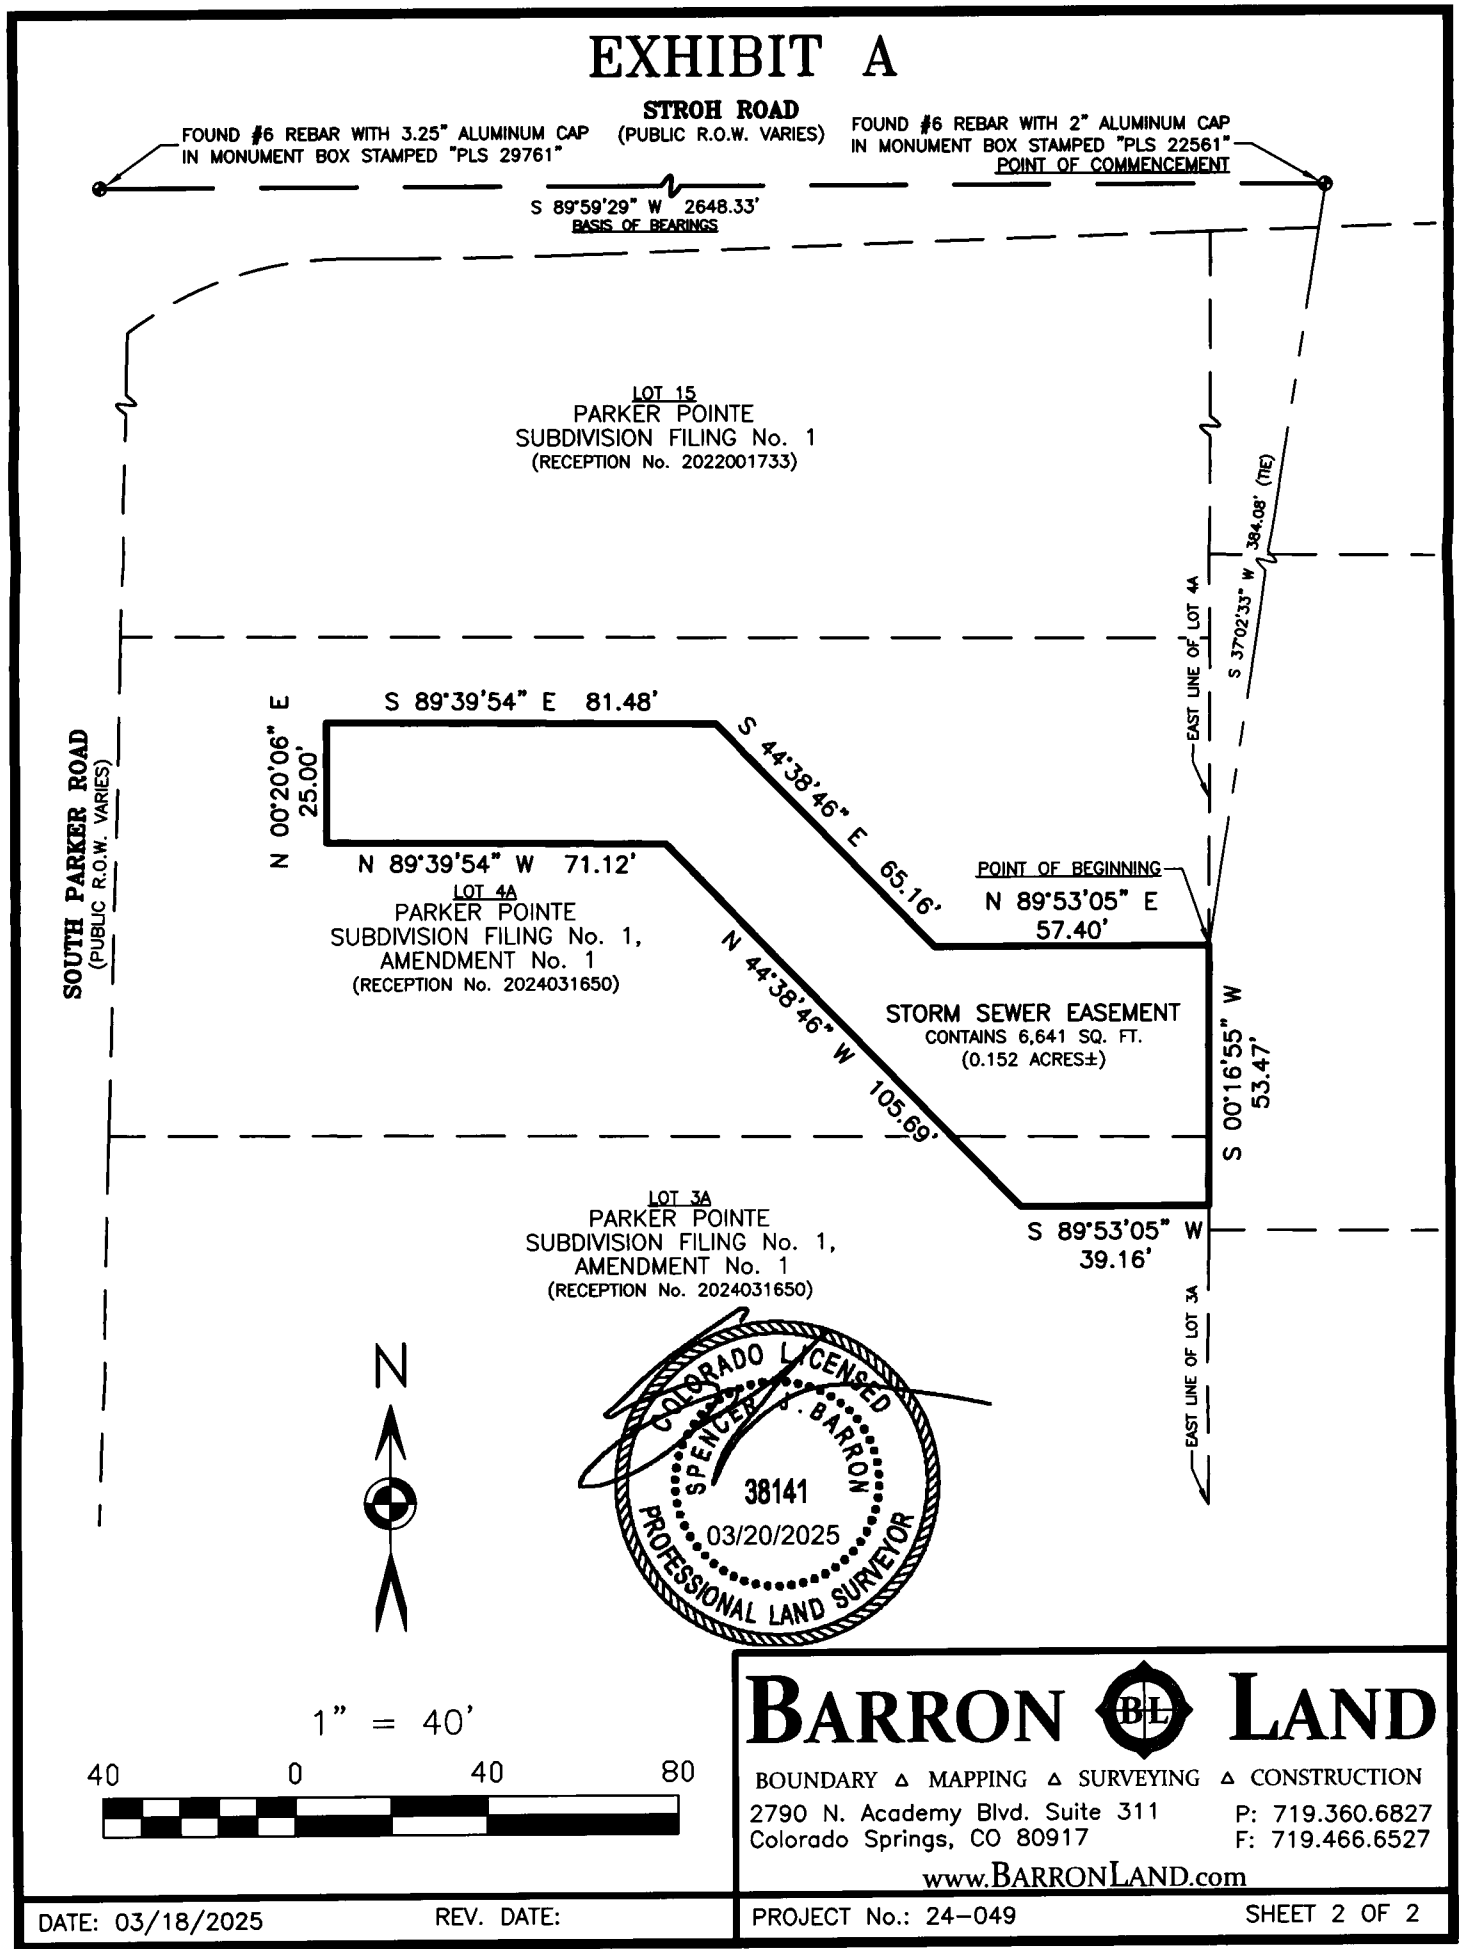 EXHIBIT A
STROH ROAD
(PUBLIC R.O.W. VARIES)
FOUND #6 REBAR WITH 3.25" ALUMINUM CAP
IN MONUMENT BOX STAMPED "PLS 29761"
FOUND #6 REBAR WITH 2" ALUMINUM CAP
IN MONUMENT BOX STAMPED "PLS 22561"
POINT OF COMMENCEMENT
S 89°59'29" W 2648.33'
BASIS OF BEARINGS
LOT 15
PARKER POINTE
SUBDIVISION FILING No. 1
(RECEPTION No. 2022001733)
S 37°02'33" W 384.08' (TIE)
EAST LINE OF LOT 4A
SOUTH PARKER ROAD
(PUBLIC R.O.W. VARIES)
N 00°20'06" E
25.00'
S 89°39'54" E 81.48'
S 44°38'46" E 65.16'
N 89°39'54" W 71.12'
LOT 4A
PARKER POINTE
SUBDIVISION FILING No. 1,
AMENDMENT No. 1
(RECEPTION No. 2024031650)
POINT OF BEGINNING
N 89°53'05" E
57.40'
N 44°38'46" W 105.69'
STORM SEWER EASEMENT
CONTAINS 6,641 SQ. FT.
(0.152 ACRES±)
S 00°16'55" W
53.47'
S 89°53'05" W
39.16'
LOT 3A
PARKER POINTE
SUBDIVISION FILING No. 1,
AMENDMENT No. 1
(RECEPTION No. 2024031650)
EAST LINE OF LOT 3A
N
COLORADO LICENSED
SPENCER J. BARRON
38141
03/20/2025
PROFESSIONAL LAND SURVEYOR
1" = 40'
40 0 40 80
BARRON BL LAND
BOUNDARY Δ MAPPING Δ SURVEYING Δ CONSTRUCTION
2790 N. Academy Blvd. Suite 311 P: 719.360.6827
Colorado Springs, CO 80917 F: 719.466.6527
www.BARRONLAND.com
DATE: 03/18/2025 REV. DATE: PROJECT No.: 24-049 SHEET 2 OF 2